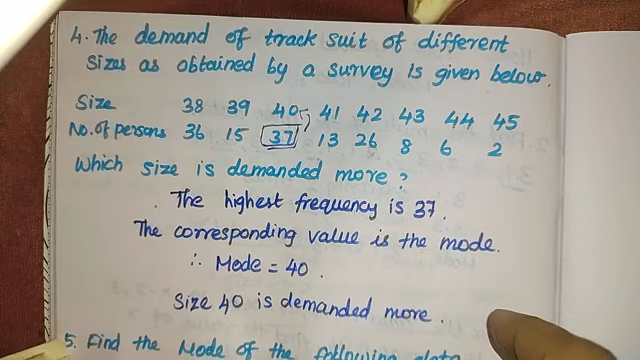 4. The demand of track suit of different
sizes as obtained by a survey is given below.
Size 38 39 40 41 42 43 44 45
No. of persons 36 15 37 13 26 8 6 2
Which size is demanded more?
The highest frequency is 37.
The corresponding value is the mode.
∴ Mode = 40.
Size 40 is demanded more.
5. Find the Mode of the following data